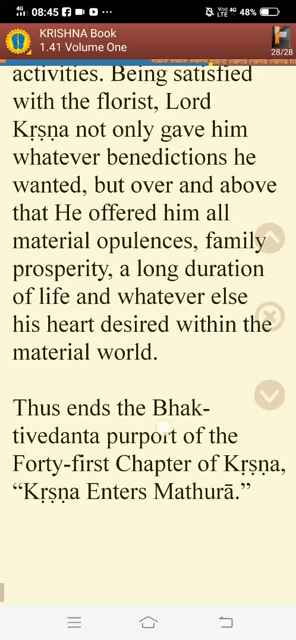 4G 08:45 48%
Vo) 4G
LTE
KRISHNA Book
1.41 Volume One
28/28
activities. Being satisfied
with the florist, Lord
Kṛṣṇa not only gave him
whatever benedictions he
wanted, but over and above
that He offered him all
material opulences, family
prosperity, a long duration
of life and whatever else
his heart desired within the
material world.
Thus ends the Bhak-
tivedanta purport of the
Forty-first Chapter of Kṛṣṇa,
“Kṛṣṇa Enters Mathurā.”